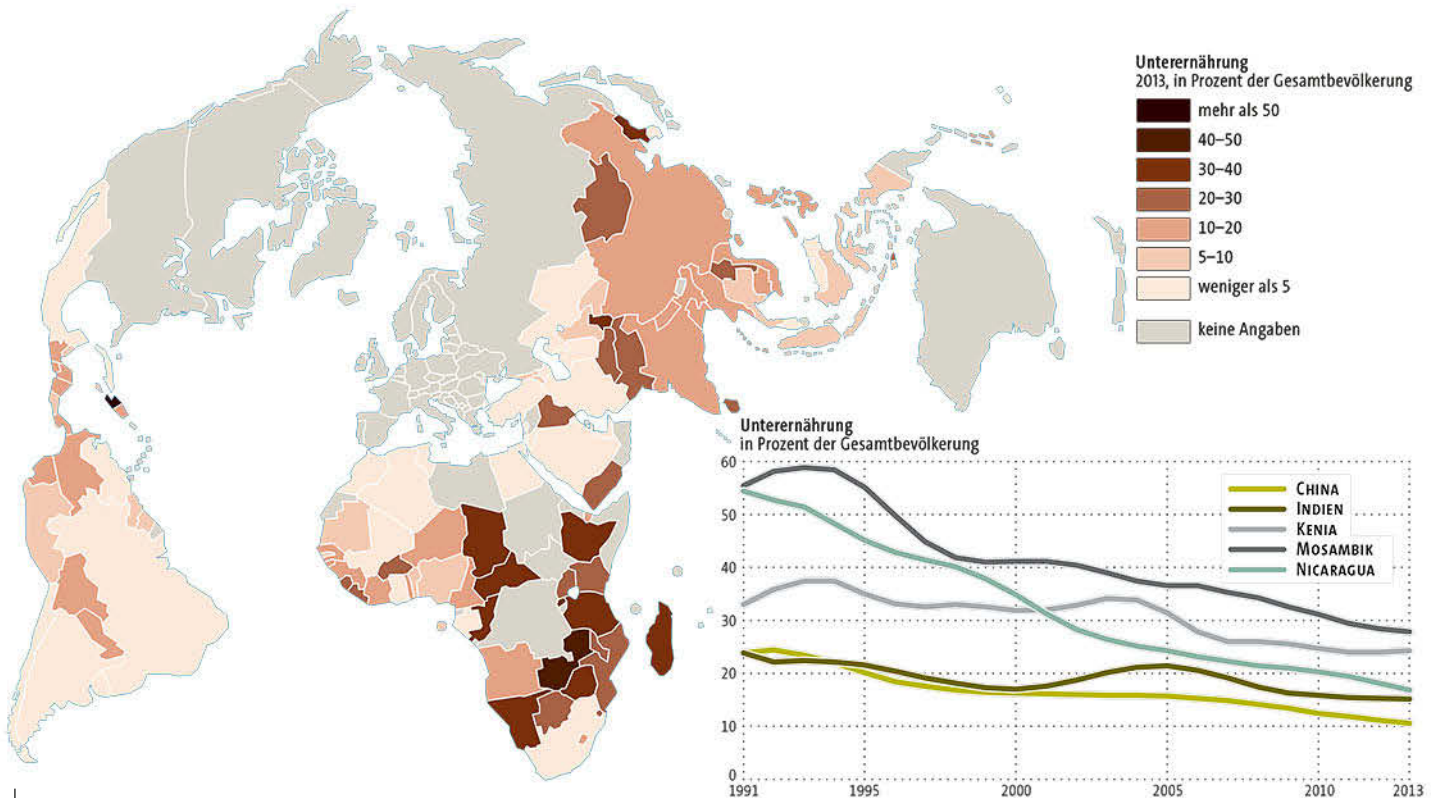 Unterernährung
2013, in Prozent der Gesamtbevölkerung
mehr als 50
40–50
30–40
20–30
10–20
5–10
weniger als 5
keine Angaben
Unterernährung
in Prozent der Gesamtbevölkerung
60
50
40
30
20
10
0
CHINA
INDIEN
KENIA
MOSAMBIK
NICARAGUA
1991 1995 2000 2005 2010 2013